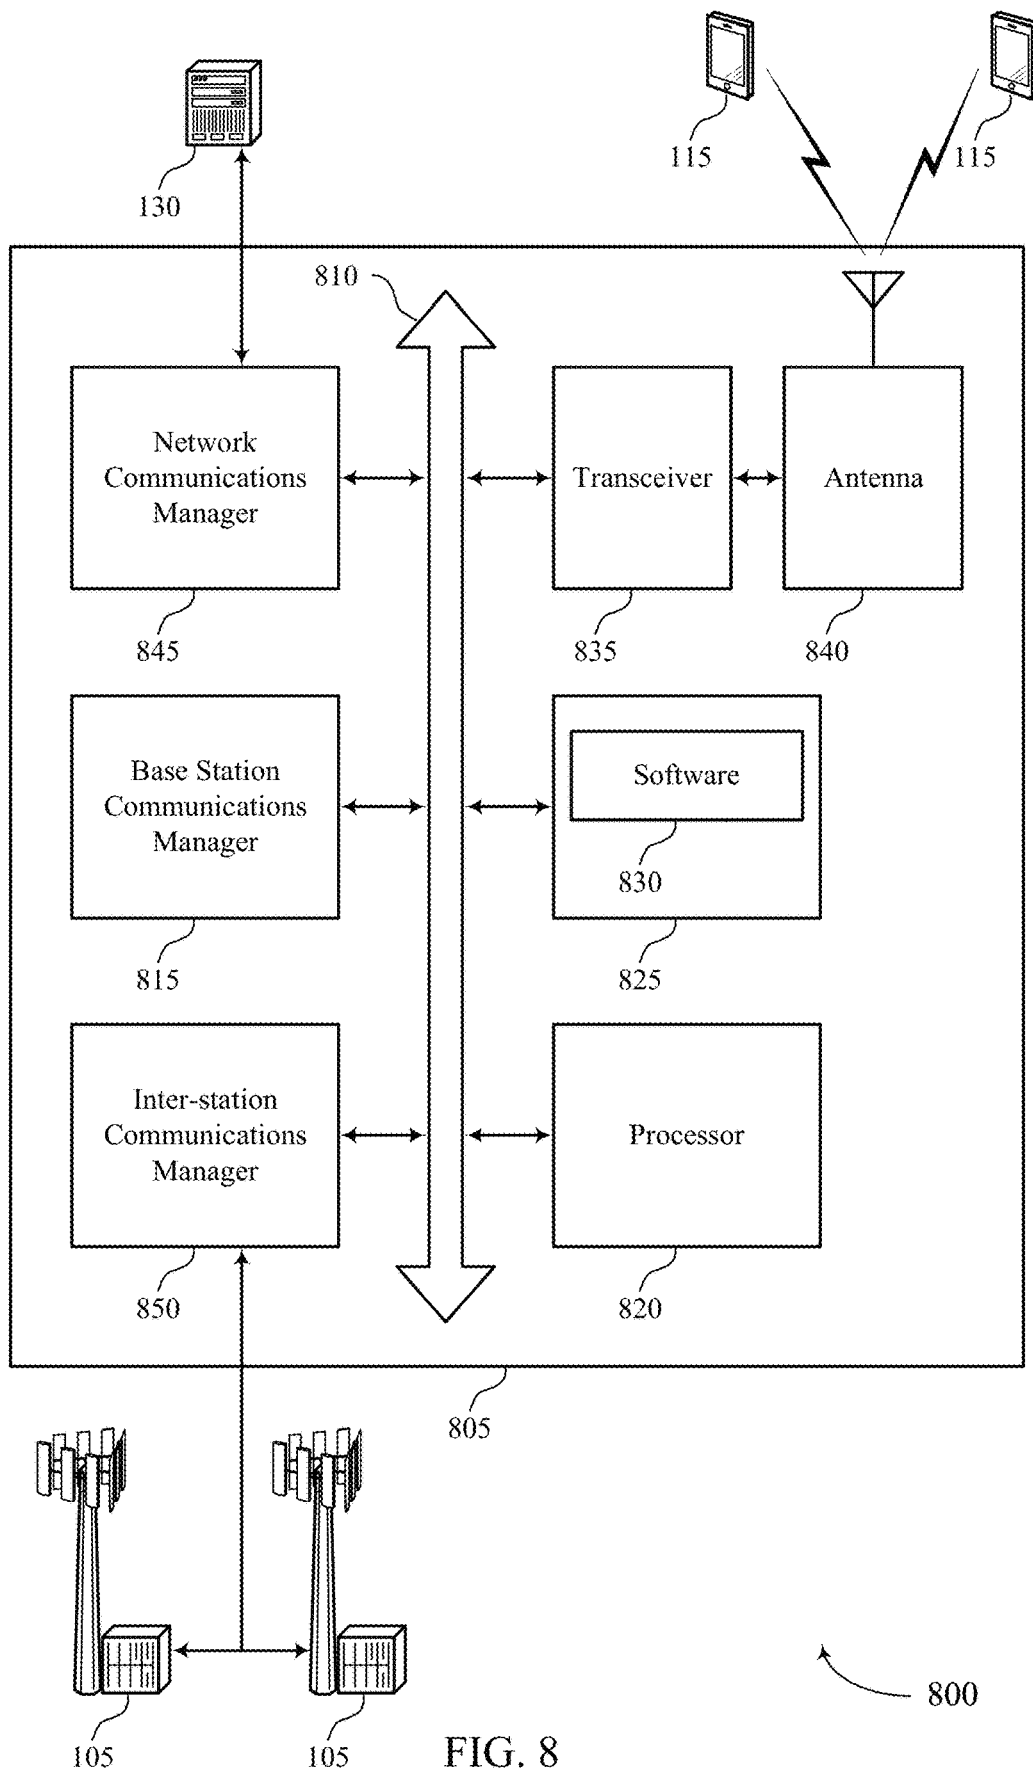 115
115
130
810
Network
Communications
Manager
Transceiver
Antenna
845
835
840
Base Station
Communications
Manager
Software
830
815
825
Inter-station
Communications
Manager
Processor
850
820
805
800
105
105
FIG. 8